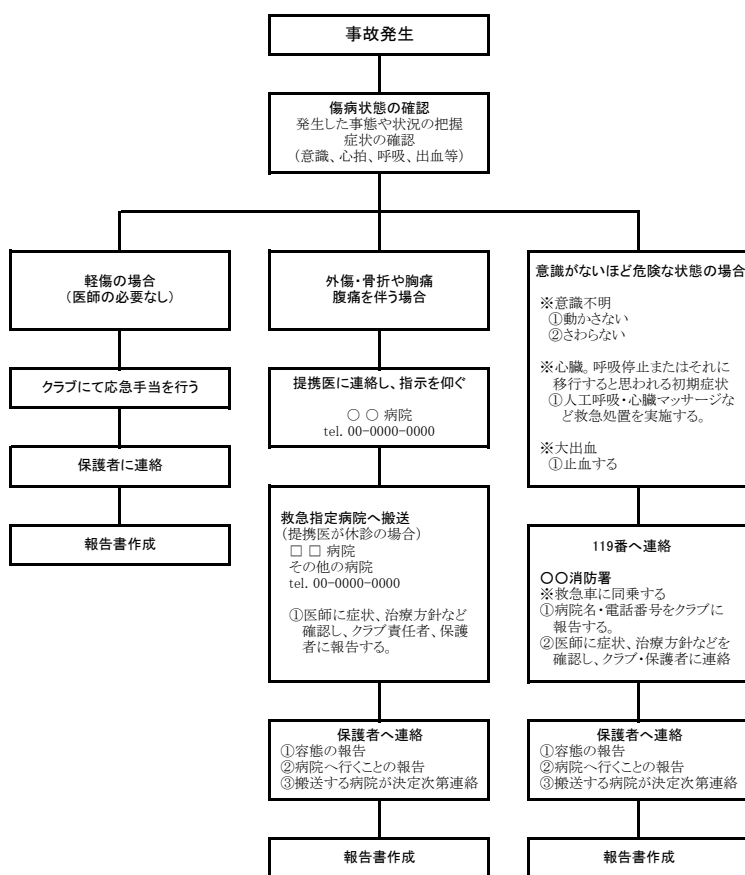 事故発生
傷病状態の確認
発生した事態や状況の把握
症状の確認
(意識、心拍、呼吸、出血等)
軽傷の場合
(医師の必要なし)
クラブにて応急手当を行う
保護者に連絡
報告書作成
外傷・骨折や胸痛
腹痛を伴う場合
提携医に連絡し、指示を仰ぐ
○ ○ 病院
tel. 00-0000-0000
救急指定病院へ搬送
(提携医が休診の場合)
□ □ 病院
その他の病院
tel. 00-0000-0000
①医師に症状、治療方針など
確認し、クラブ責任者、保護
者に報告する。
保護者へ連絡
①容態の報告
②病院へ行くことの報告
③搬送する病院が決定次第連絡
報告書作成
意識がないほど危険な状態の場合
※意識不明
①動かさない
②さわらない
※心臓。呼吸停止またはそれに
移行すると思われる初期症状
①人工呼吸・心臓マッサージな
ど救急処置を実施する。
※大出血
①止血する
119番へ連絡
○○消防署
※救急車に同乗する
①病院名・電話番号をクラブに
報告する。
②医師に症状、治療方針などを
確認し、クラブ・保護者に連絡
保護者へ連絡
①容態の報告
②病院へ行くことの報告
③搬送する病院が決定次第連絡
報告書作成